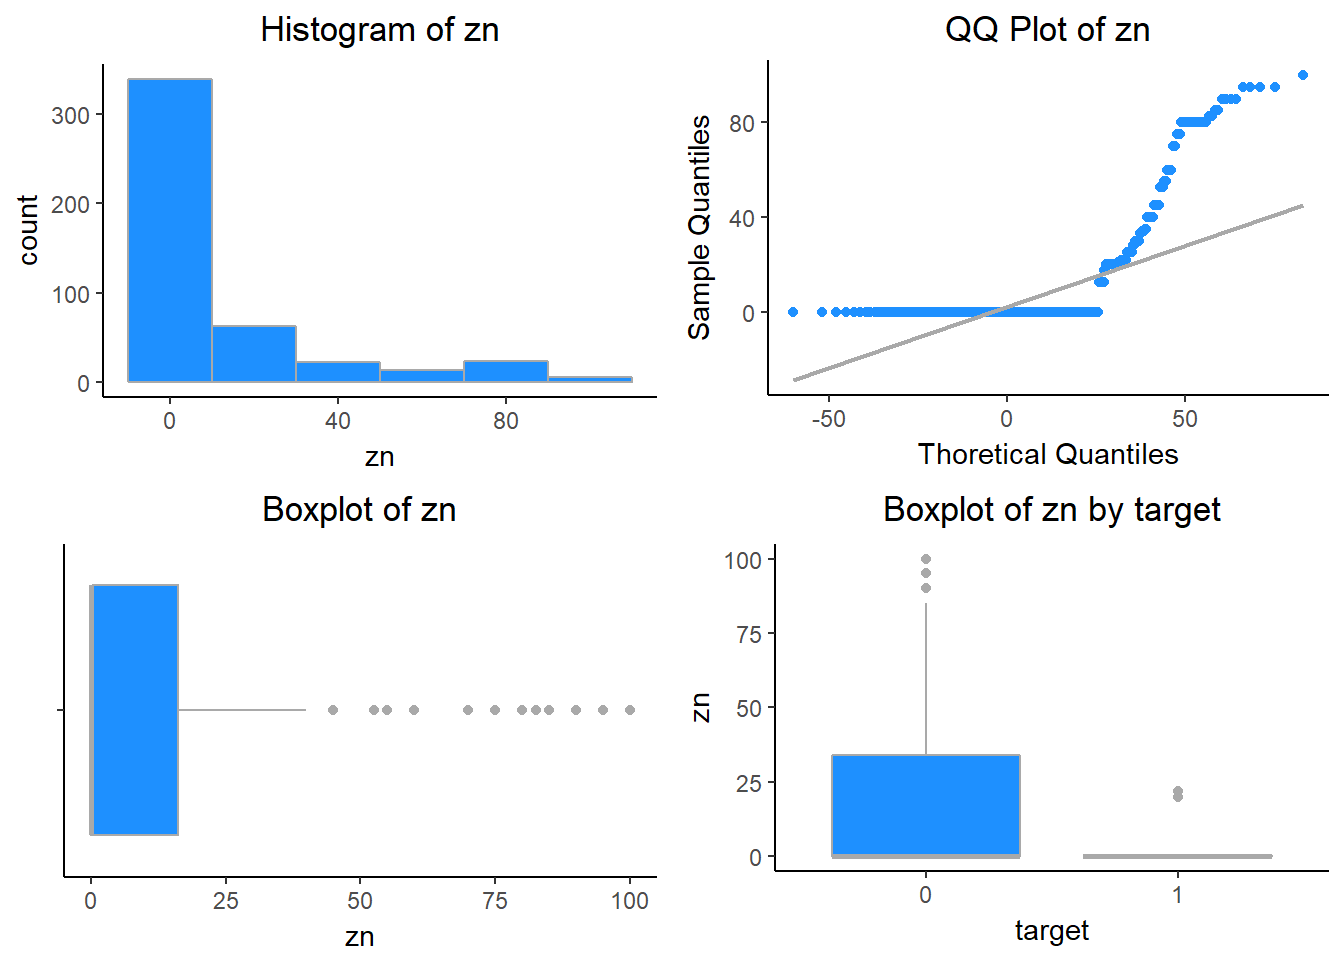 Histogram of zn
300
200
100
0
count
0 40 80
zn
QQ Plot of zn
80
40
0
Sample Quantiles
-50 0 50
Thoretical Quantiles
Boxplot of zn
0 25 50 75 100
zn
Boxplot of zn by target
100
75
50
25
0
zn
0 1
target